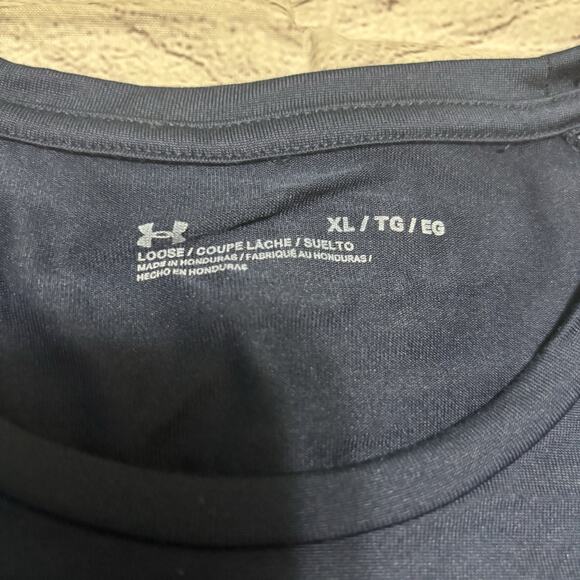 XL / TG / EG
LOOSE / COUPE LÂCHE / SUELTO
MADE IN HONDURAS / FABRIQUÉ AU HONDURAS /
HECHO EN HONDURAS